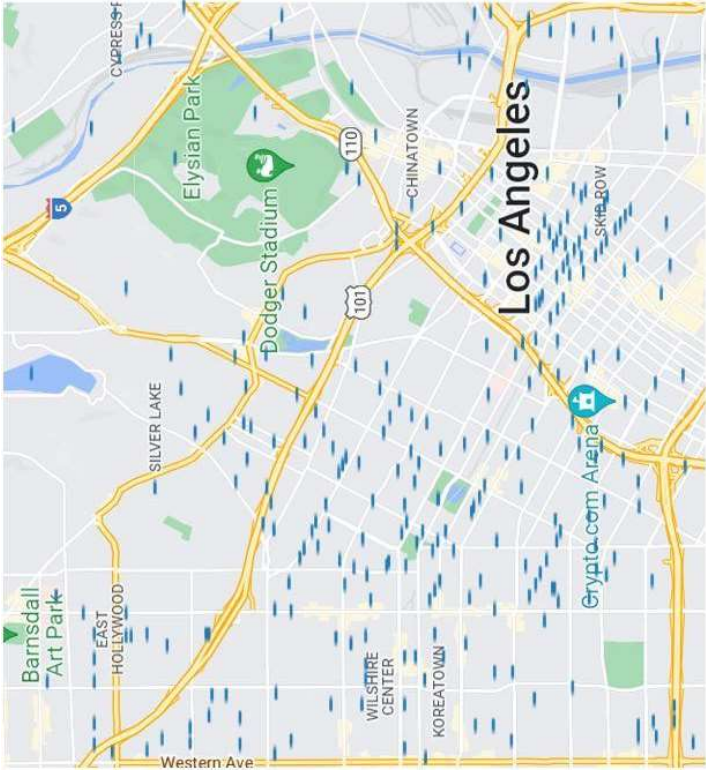 CYPRESS P
Elysian Park
5
Dodger Stadium
110
CHINATOWN
Los Angeles
SKID ROW
101
SILVER LAKE
Crypto.com Arena
Barnsdall
Art Park
EAST
HOLLYWOOD
WILSHIRE
CENTER
KOREATOWN
Western Ave